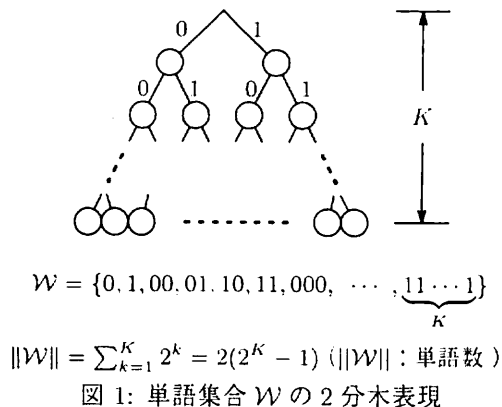 0 1
0 1 0 1
K
𝒲 = {0, 1, 00, 01, 10, 11, 000, ⋯ , 11⋯1}
K
||𝒲|| = ∑_{k=1}^{K} 2^k = 2(2^K − 1) (||𝒲||：単語数)
図 1: 単語集合 𝒲 の 2 分木表現